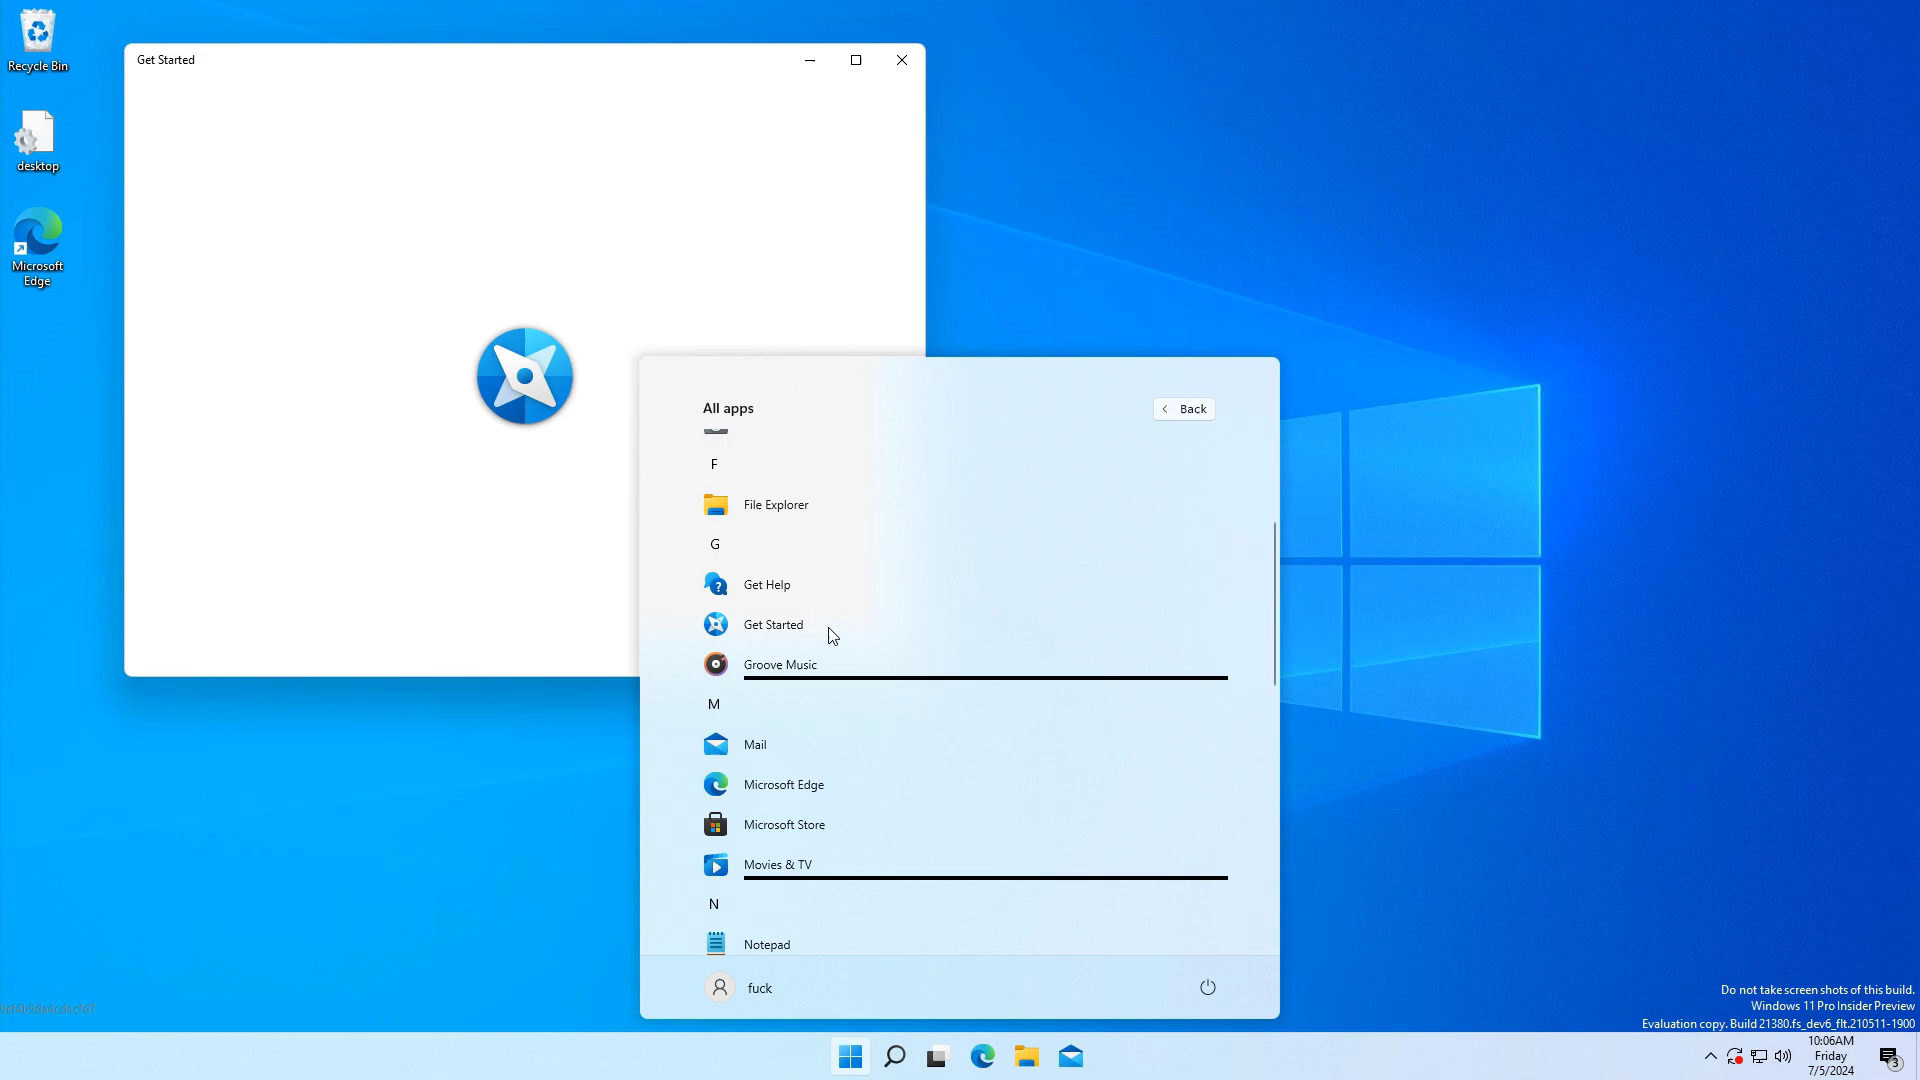 Recycle Bin
desktop
Microsoft
Edge
Get Started
All apps
Back
F
File Explorer
G
Get Help
Get Started
Groove Music
M
Mail
Microsoft Edge
Microsoft Store
Movies & TV
N
Notepad
fuck
Do not take screen shots of this build.
Windows 11 Pro Insider Preview
Evaluation copy. Build 21380.fs_dev6_flt.210511-1900
10:06AM
Friday
7/5/2024
3